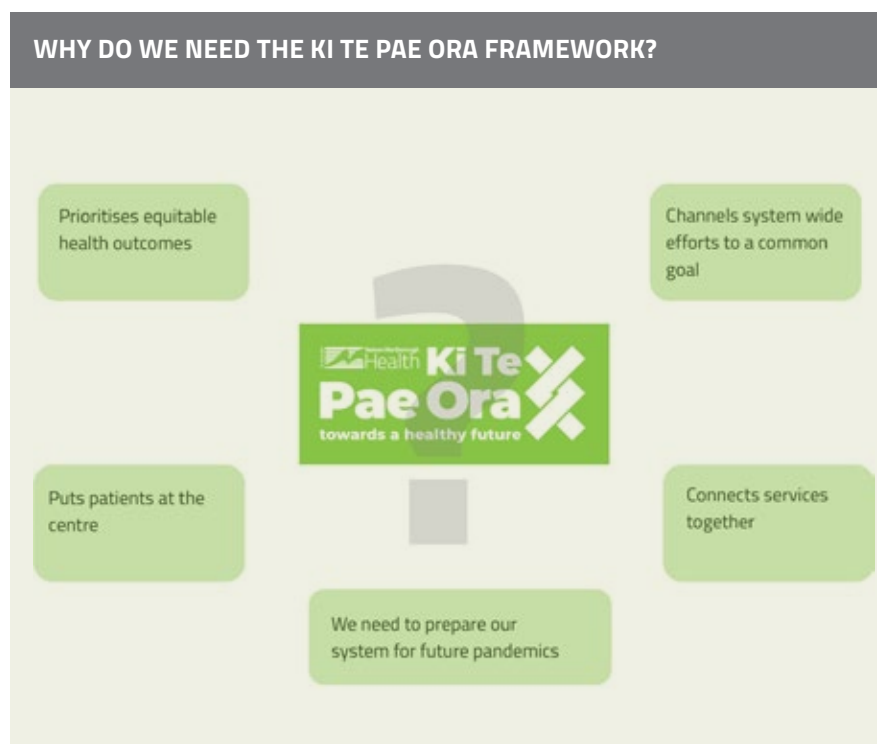 WHY DO WE NEED THE KI TE PAE ORA FRAMEWORK?
Prioritises equitable
health outcomes
Channels system wide
efforts to a common
goal
Health Ki Te
Pae Ora
towards a healthy future
Puts patients at the
centre
Connects services
together
We need to prepare our
system for future pandemics